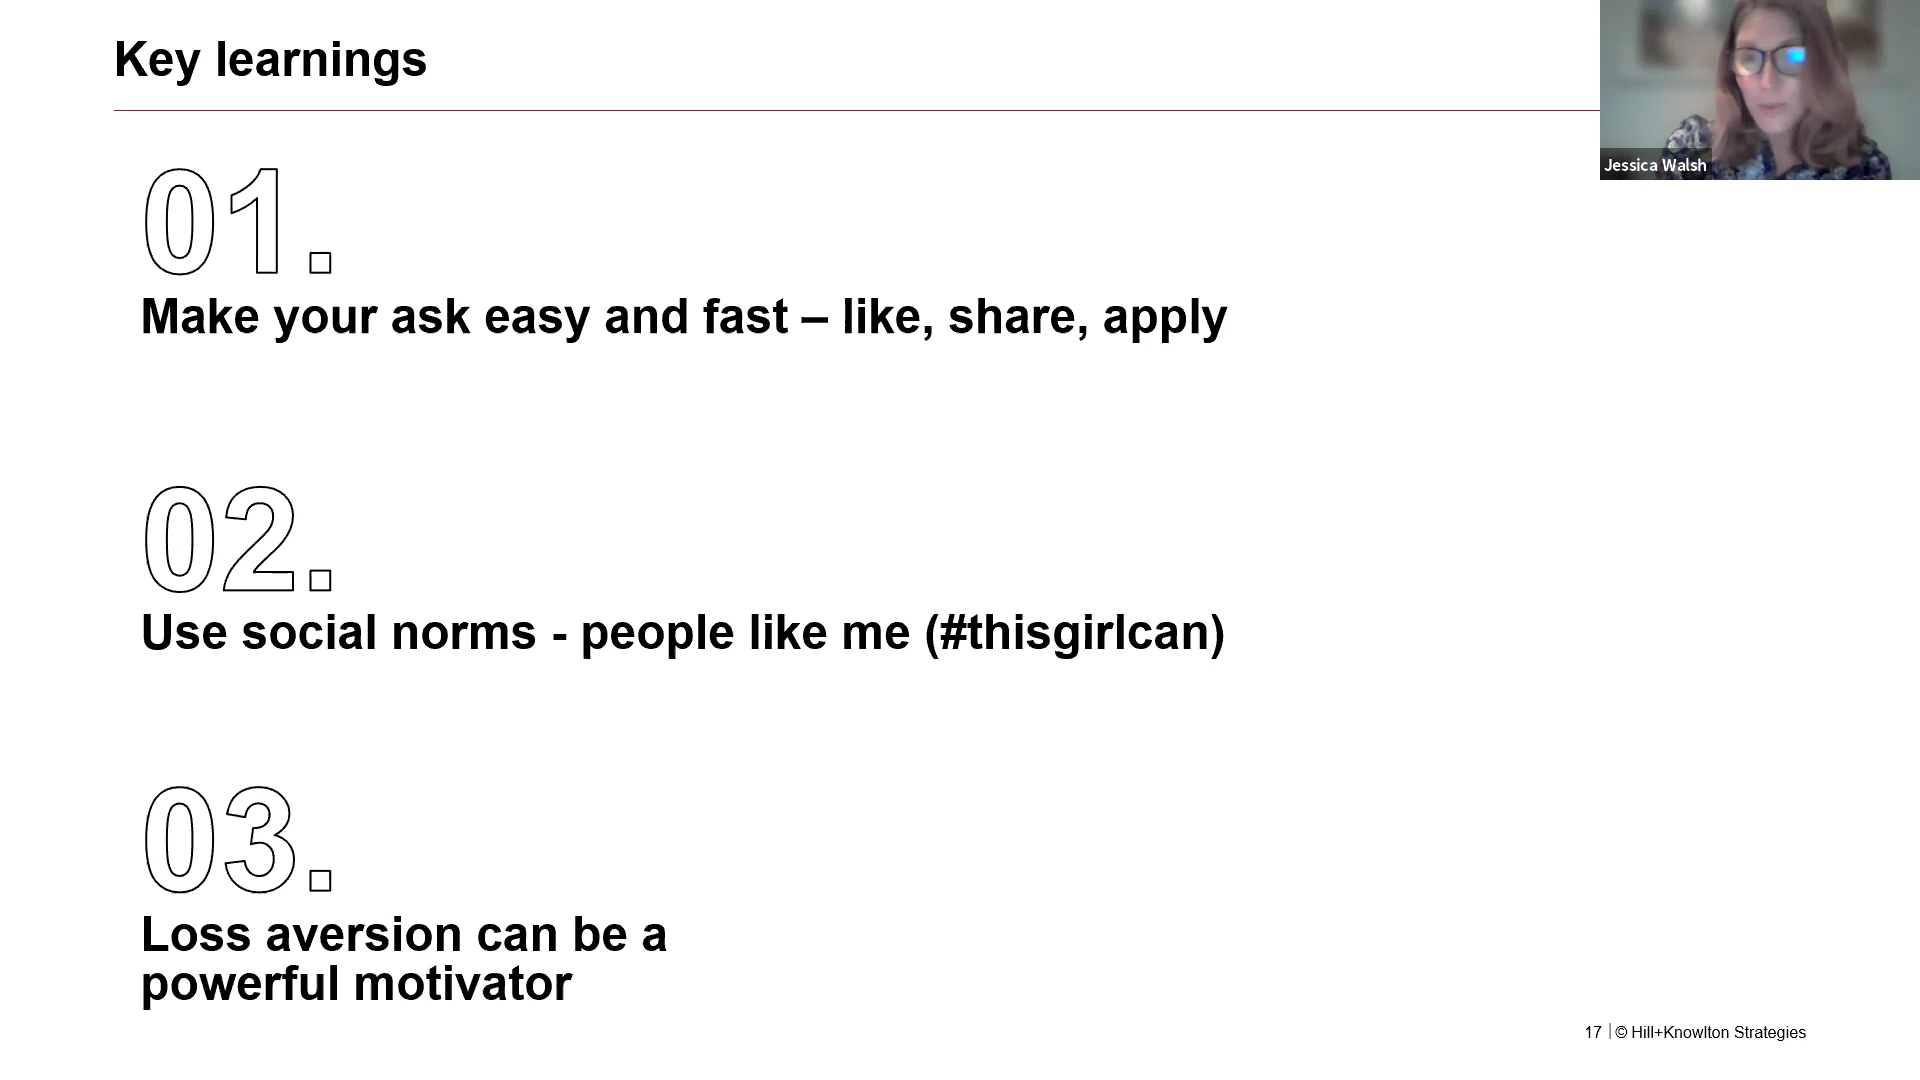 Key learnings
Jessica Walsh
01.
Make your ask easy and fast – like, share, apply
02.
Use social norms - people like me (#thisgirlcan)
03.
Loss aversion can be a
powerful motivator
17 | © Hill+Knowlton Strategies